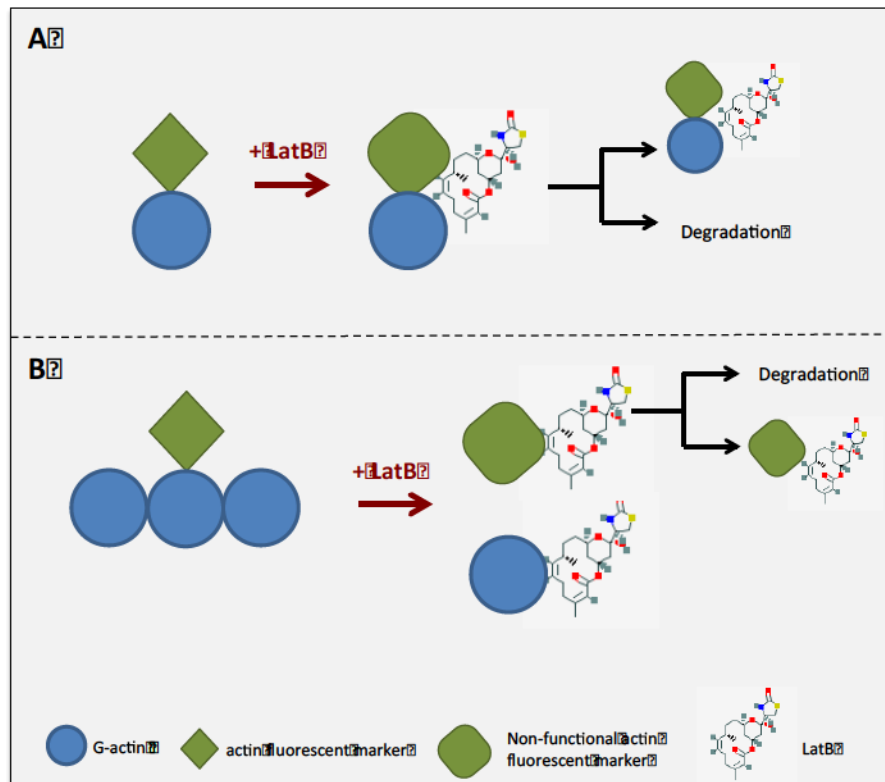 A
+ LatB
Degradation
B
+ LatB
Degradation
G-actin
actin fluorescent marker
Non-functional actin
fluorescent marker
LatB